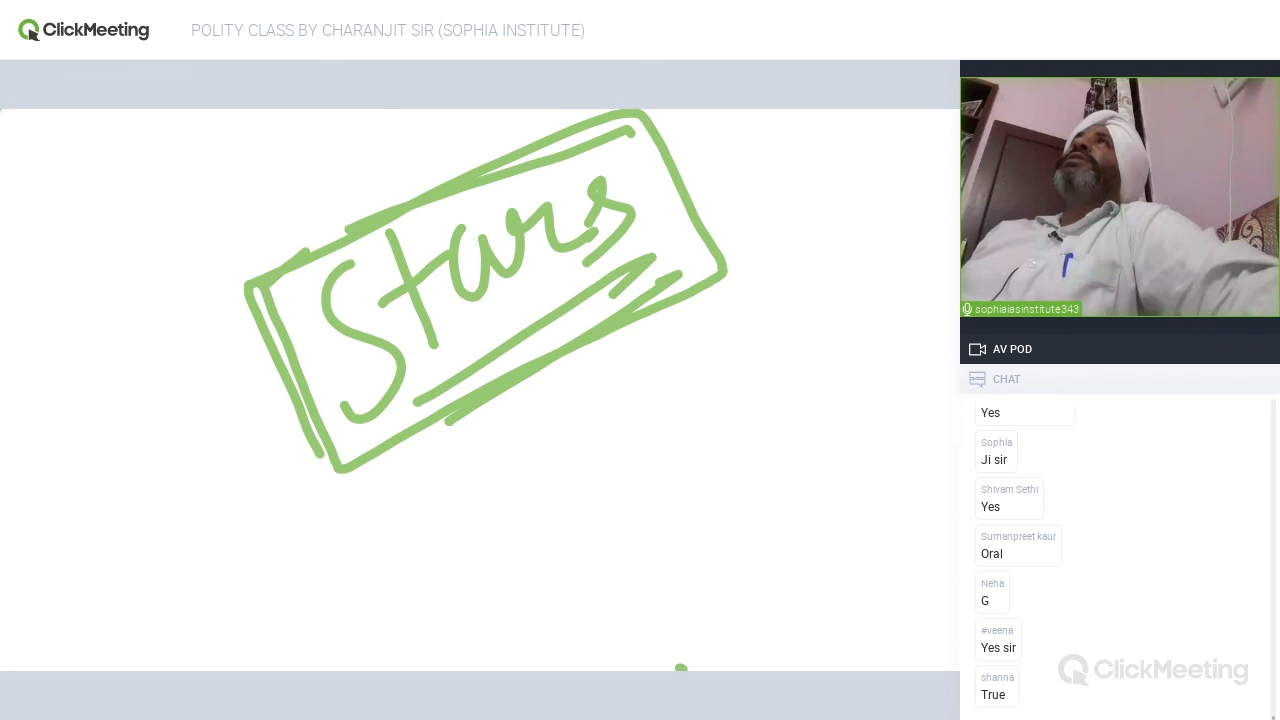 ClickMeeting
POLITY CLASS BY CHARANJIT SIR (SOPHIA INSTITUTE)
Stars
sophiaiasinstitute343
AV POD
CHAT
Yes
Sophia
Ji sir
Shivam Sethi
Yes
Sumanpreet kaur
Oral
Neha
G
#veena
Yes sir
shanna
True
ClickMeeting